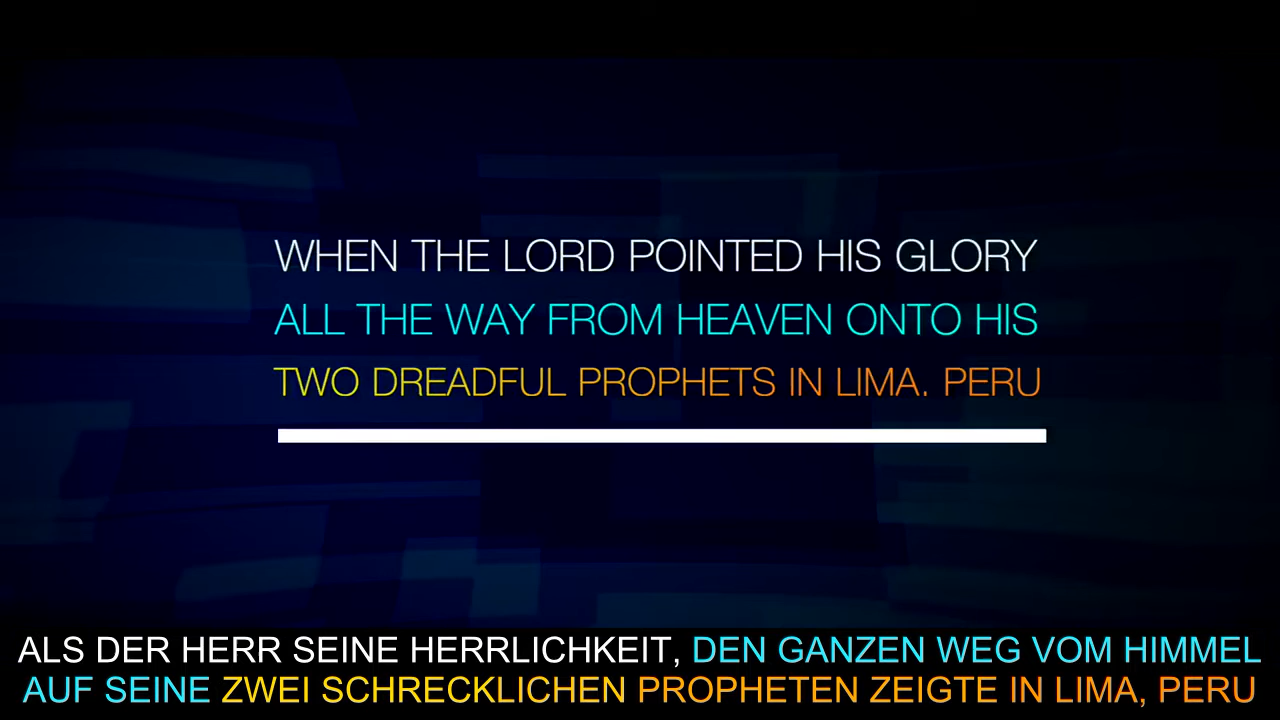 WHEN THE LORD POINTED HIS GLORY
ALL THE WAY FROM HEAVEN ONTO HIS
TWO DREADFUL PROPHETS IN LIMA. PERU
ALS DER HERR SEINE HERRLICHKEIT, DEN GANZEN WEG VOM HIMMEL
AUF SEINE ZWEI SCHRECKLICHEN PROPHETEN ZEIGTE IN LIMA, PERU